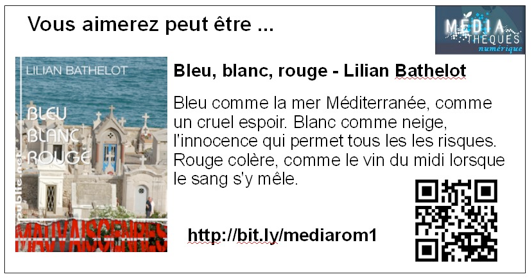 Vous aimerez peut être ...
MÉDIA
THÈQUES
numérique
LILIAN BATHELOT
BLEU
BLANC
ROUGE
MAUVAISGENRES
Bleu, blanc, rouge - Lilian Bathelot
Bleu comme la mer Méditerranée, comme
un cruel espoir. Blanc comme neige,
l'innocence qui permet tous les les risques.
Rouge colère, comme le vin du midi lorsque
le sang s'y mêle.
http://bit.ly/mediarom1